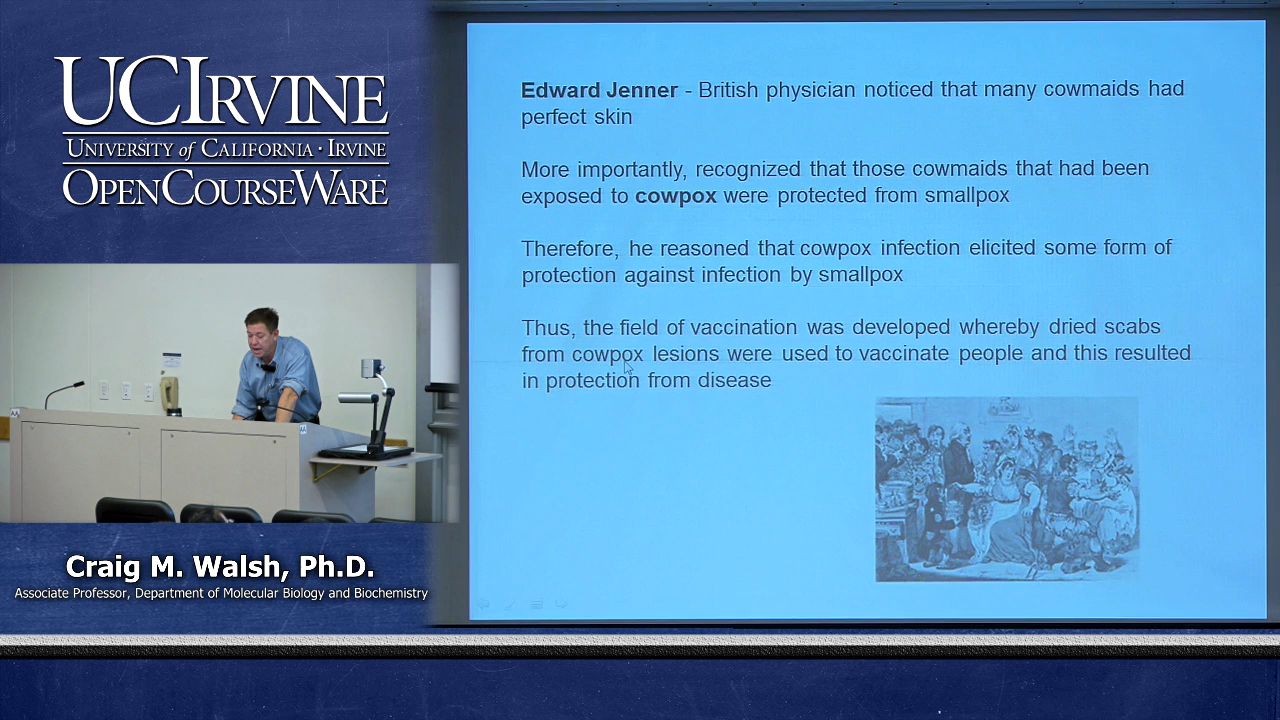 UCIRVINE
UNIVERSITY of CALIFORNIA · IRVINE
OPENCOURSEWARE
Craig M. Walsh, Ph.D.
Associate Professor, Department of Molecular Biology and Biochemistry
Edward Jenner - British physician noticed that many cowmaids had
perfect skin
More importantly, recognized that those cowmaids that had been
exposed to cowpox were protected from smallpox
Therefore, he reasoned that cowpox infection elicited some form of
protection against infection by smallpox
Thus, the field of vaccination was developed whereby dried scabs
from cowpox lesions were used to vaccinate people and this resulted
in protection from disease